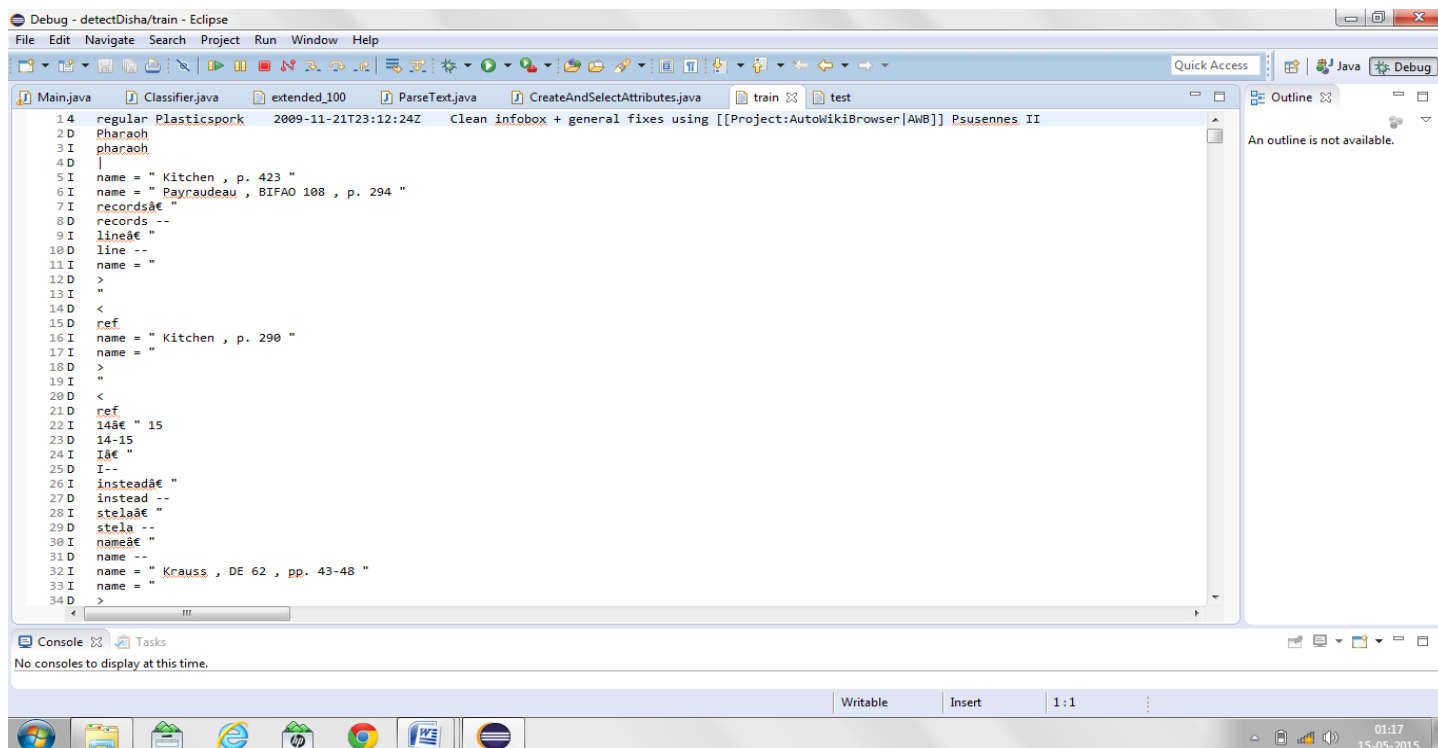 Debug - detectDisha/train - Eclipse
File Edit Navigate Search Project Run Window Help
Quick Access Java Debug
Main.java Classifier.java extended_100 ParseText.java CreateAndSelectAttributes.java train test
Outline
An outline is not available.
1 4 regular Plasticspork 2009-11-21T23:12:24Z Clean infobox + general fixes using [[Project:AutoWikiBrowser|AWB]] Psusennes II
2 D Pharaoh
3 I pharaoh
4 D |
5 I name = " Kitchen , p. 423 "
6 I name = " Payraudeau , BIFAO 108 , p. 294 "
7 I recordsâ€ "
8 D records --
9 I lineâ€ "
10 D line --
11 I name = "
12 D >
13 I "
14 D <
15 D ref
16 I name = " Kitchen , p. 290 "
17 I name = "
18 D >
19 I "
20 D <
21 D ref
22 I 14â€ " 15
23 D 14-15
24 I Iâ€ "
25 D I--
26 I insteadâ€ "
27 D instead --
28 I stelaâ€ "
29 D stela --
30 I nameâ€ "
31 D name --
32 I name = " Krauss , DE 62 , pp. 43-48 "
33 I name = "
34 D >
Console Tasks
No consoles to display at this time.
Writable Insert 1 : 1
hp
01:17
15-05-2015